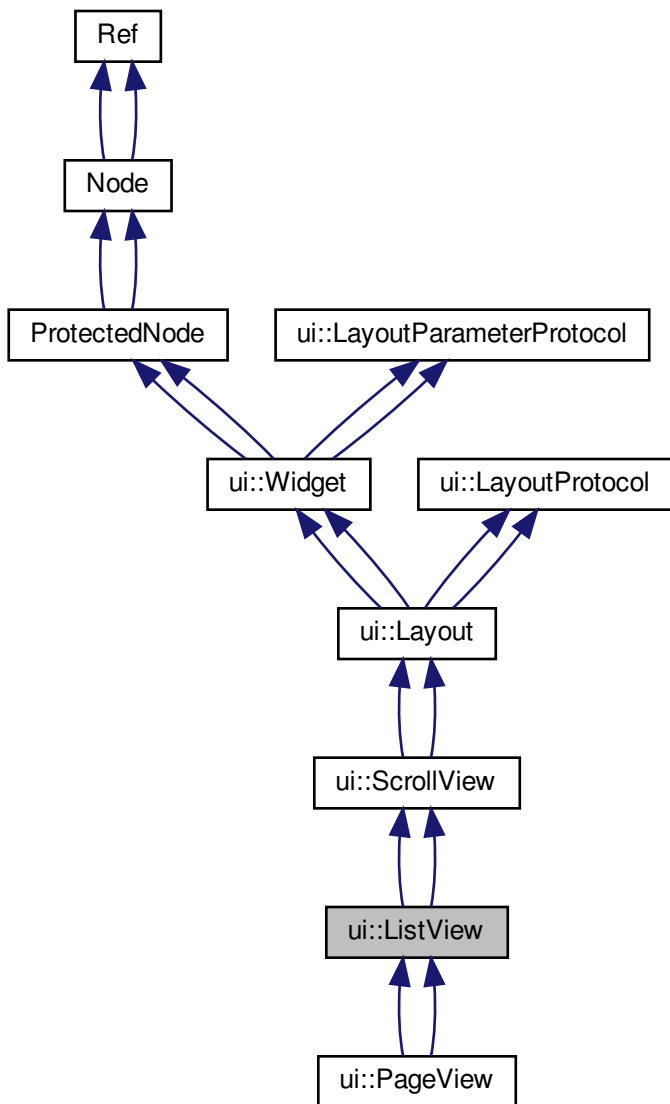 Ref
Node
ProtectedNode
ui::LayoutParameterProtocol
ui::Widget
ui::LayoutProtocol
ui::Layout
ui::ScrollView
ui::ListView
ui::PageView